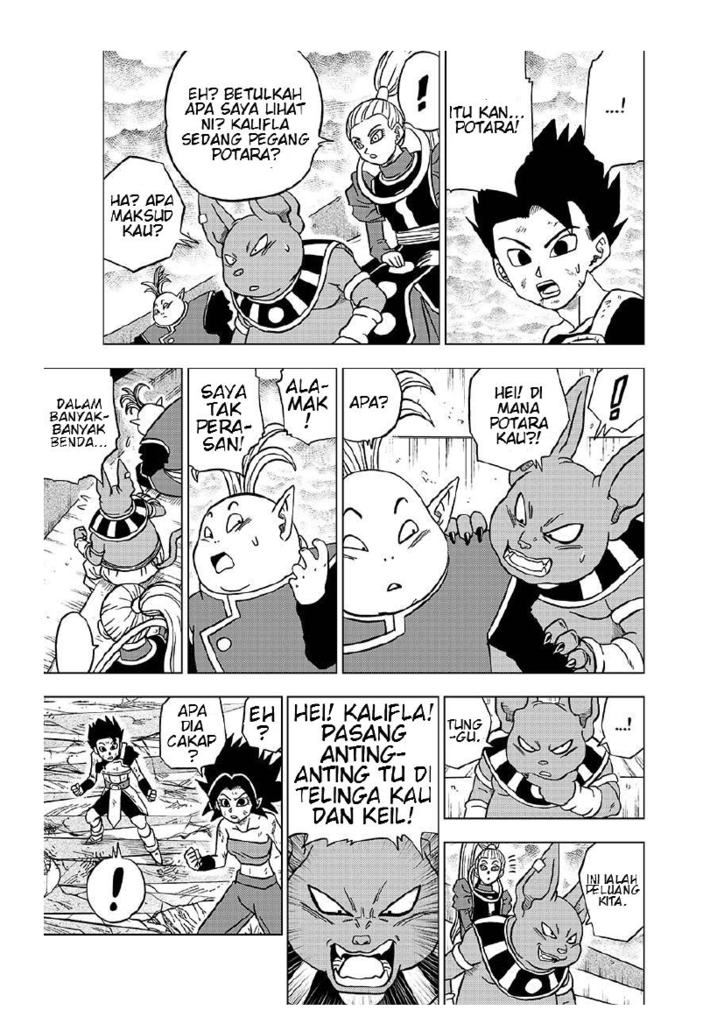 ...!
ITU KAN...
POTARA!
!
EH? BETULKAH
APA SAYA LIHAT
NI? KALIFLA
SEDANG PEGANG
POTARA?
HA? APA
MAKSUD
KAU?
!
HEI! DI
MANA
POTARA
KAU?!
APA?
ALA-
MAK
!
SAYA
TAK
PERA-
SAN!
DALAM
BANYAK-
BANYAK
BENDA...
...!
TUNG
-GU.
INI IALAH
PELUANG
KITA.
HEI! KALIFLA!
PASANG
ANTING-
ANTING TU DI
TELINGA KAU
DAN KEIL!
EH
?
APA
DIA
CAKAP
?
!